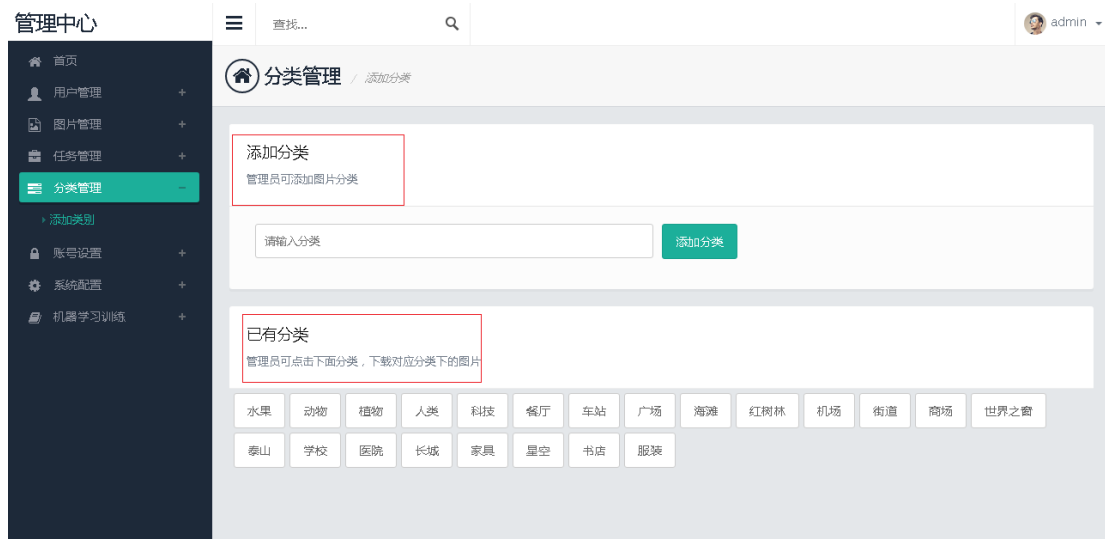 管理中心
查找...
admin
首页
用户管理 +
图片管理 +
任务管理 +
分类管理 -
添加类别
账号设置 +
系统配置 +
机器学习训练 +
分类管理 / 添加分类
添加分类
管理员可添加图片分类
请输入分类 添加分类
已有分类
管理员可点击下面分类，下载对应分类下的图片
水果 动物 植物 人类 科技 餐厅 车站 广场 海滩 红树林 机场 街道 商场 世界之窗
泰山 学校 医院 长城 家具 星空 书店 服装